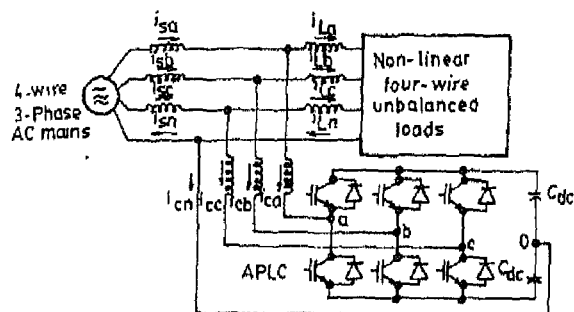 isa
iLa
isb
iLb
isc
iLc
isn
iLn
4-wire
3-Phase
AC mains
Non-linear
four-wire
unbalanced
loads
icn
icc
icb
ica
a
b
c
Cdc
O
Cdc
APLC